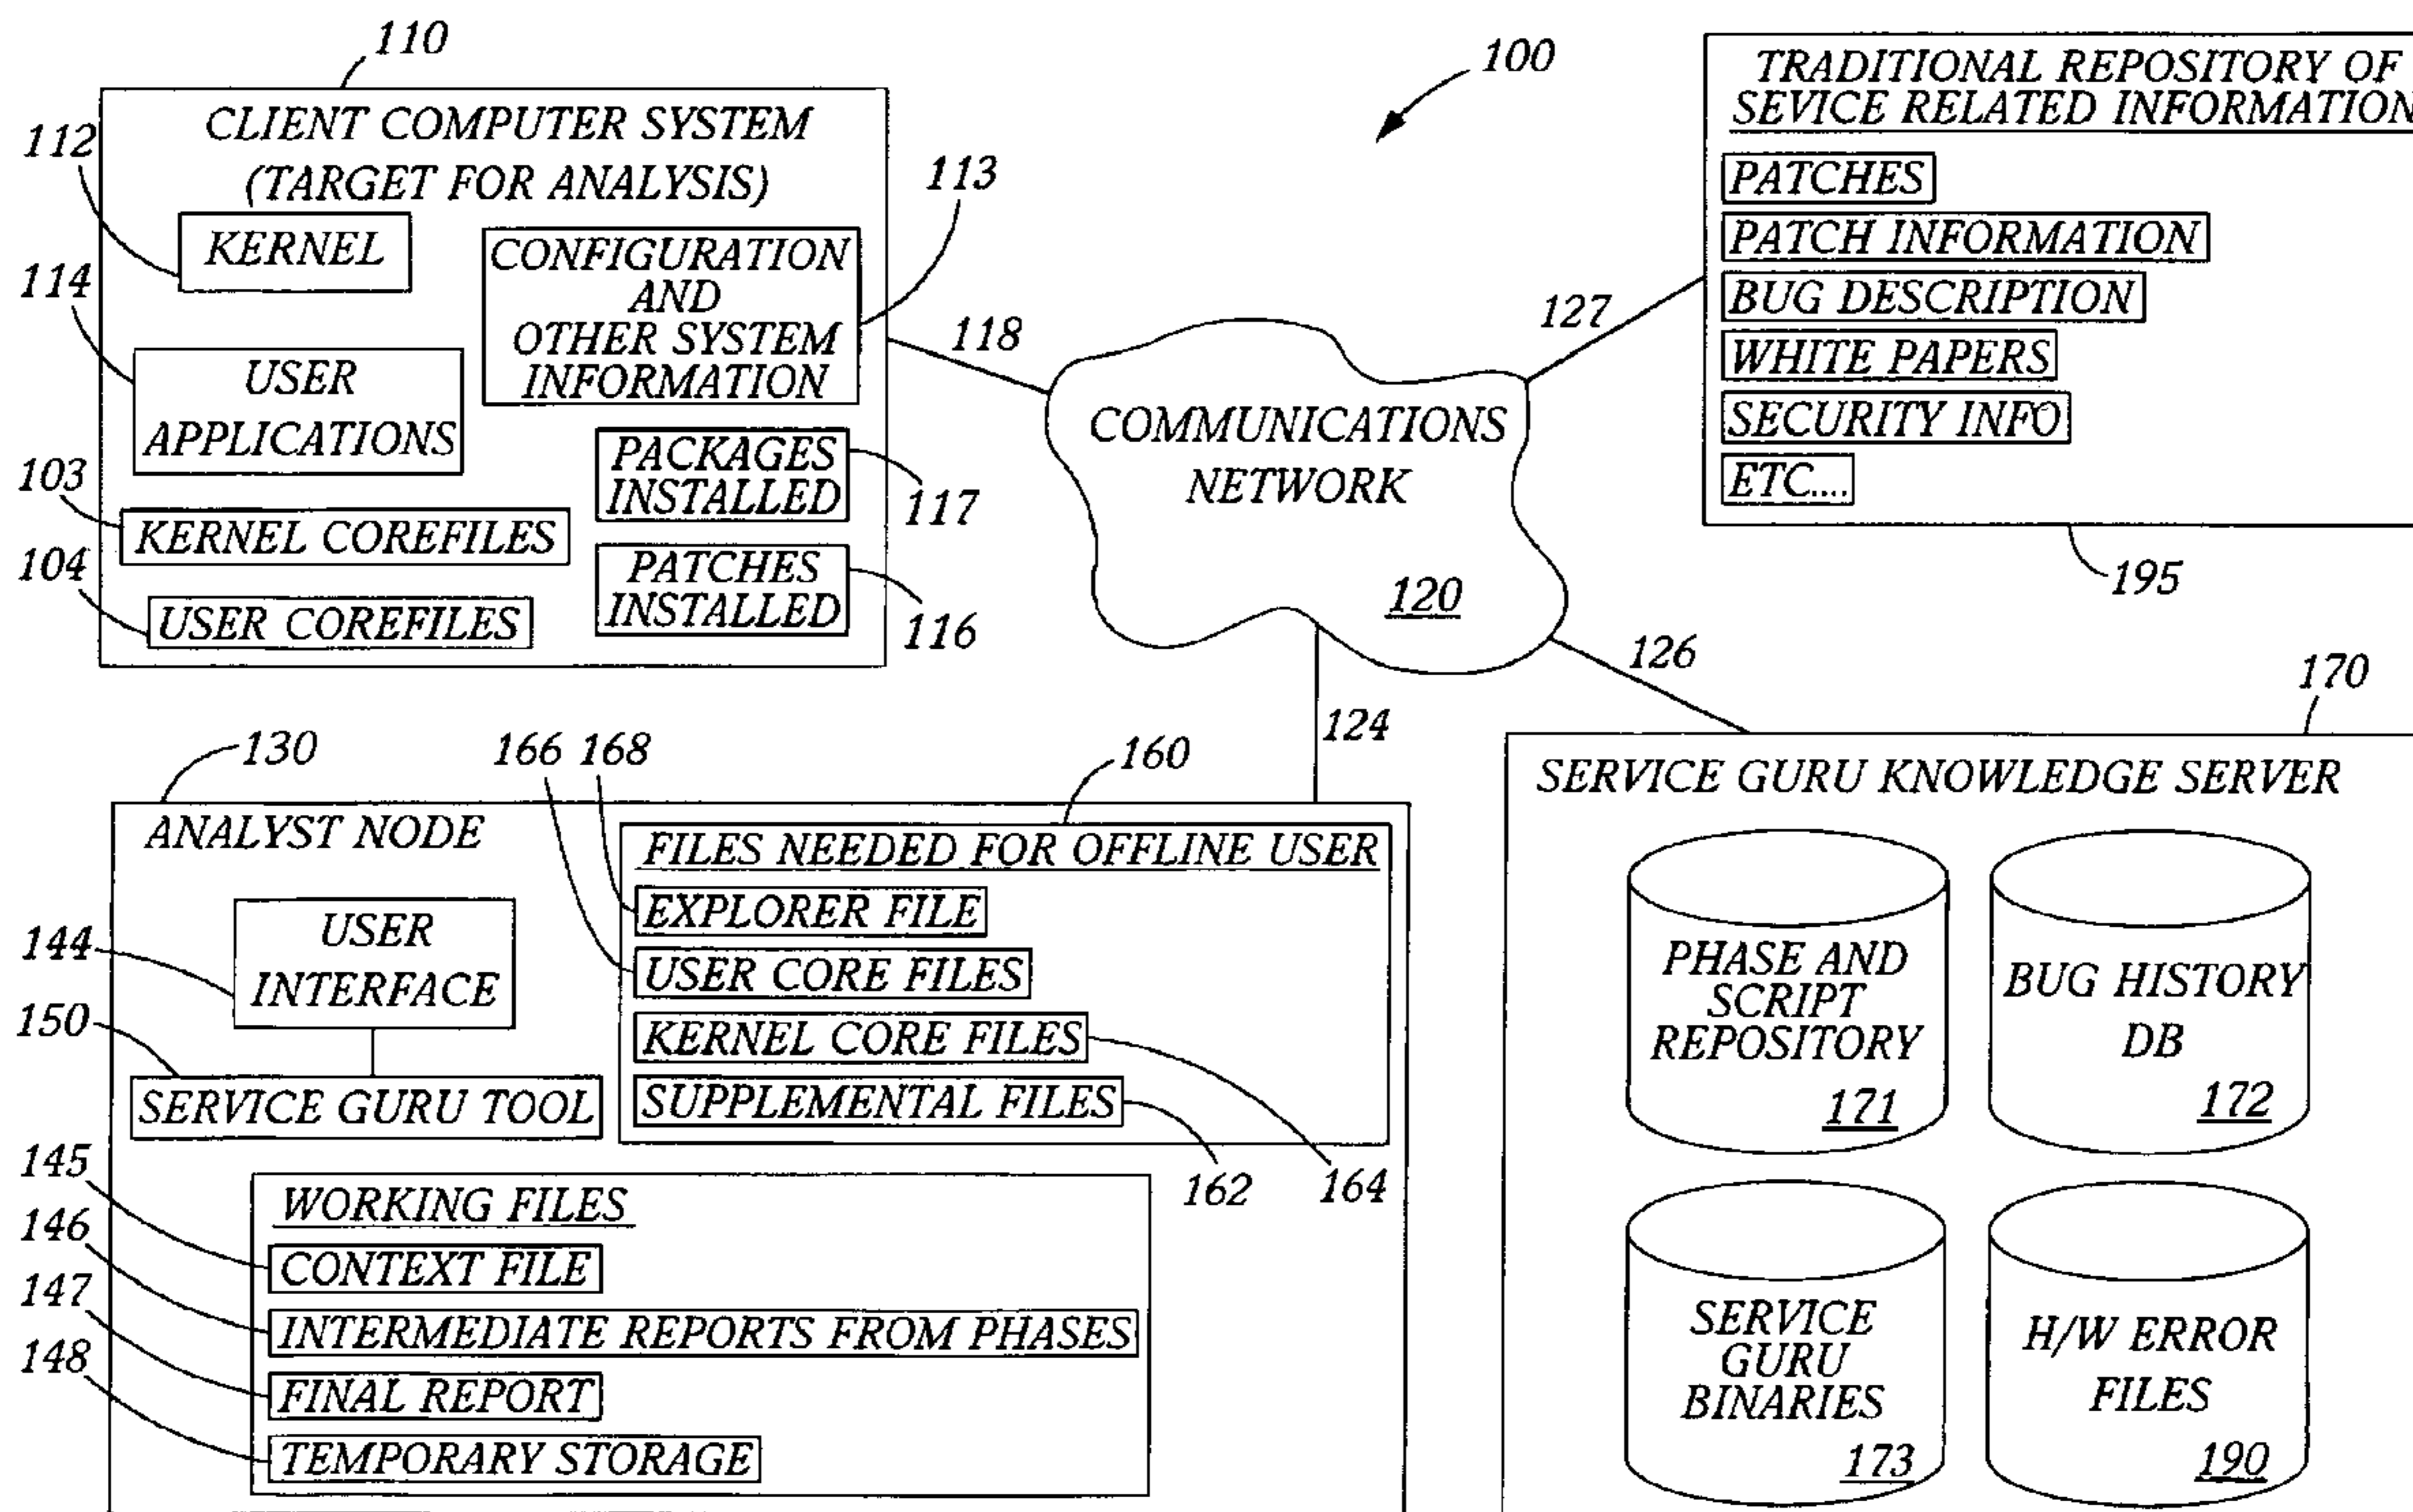 110
100
CLIENT COMPUTER SYSTEM
(TARGET FOR ANALYSIS)
112
KERNEL
113
CONFIGURATION
AND
OTHER SYSTEM
INFORMATION
114
USER
APPLICATIONS
118
PACKAGES
INSTALLED
117
103
KERNEL COREFILES
PATCHES
INSTALLED
116
104
USER COREFILES
COMMUNICATIONS
NETWORK
120
127
TRADITIONAL REPOSITORY OF
SEVICE RELATED INFORMATION
PATCHES
PATCH INFORMATION
BUG DESCRIPTION
WHITE PAPERS
SECURITY INFO
ETC....
195
126
124
130
ANALYST NODE
166 168
160
FILES NEEDED FOR OFFLINE USER
EXPLORER FILE
USER CORE FILES
KERNEL CORE FILES
SUPPLEMENTAL FILES
162
164
144
USER
INTERFACE
150
SERVICE GURU TOOL
WORKING FILES
145
CONTEXT FILE
146
INTERMEDIATE REPORTS FROM PHASES
147
FINAL REPORT
148
TEMPORARY STORAGE
170
SERVICE GURU KNOWLEDGE SERVER
PHASE AND
SCRIPT
REPOSITORY
171
BUG HISTORY
DB
172
SERVICE
GURU
BINARIES
173
H/W ERROR
FILES
190